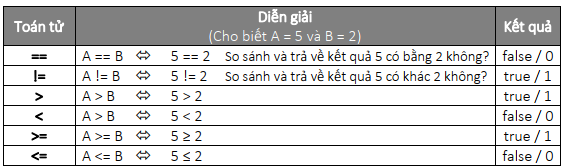 Toán tử Diễn giải (Cho biết A = 5 và B = 2) Kết quả
== A == B ⇔ 5 == 2 So sánh và trả về kết quả 5 có bằng 2 không? false / 0
!= A != B ⇔ 5 != 2 So sánh và trả về kết quả 5 có khác 2 không? true / 1
> A > B ⇔ 5 > 2 true / 1
< A < B ⇔ 5 < 2 false / 0
>= A >= B ⇔ 5 ≥ 2 true / 1
<= A <= B ⇔ 5 ≤ 2 false / 0